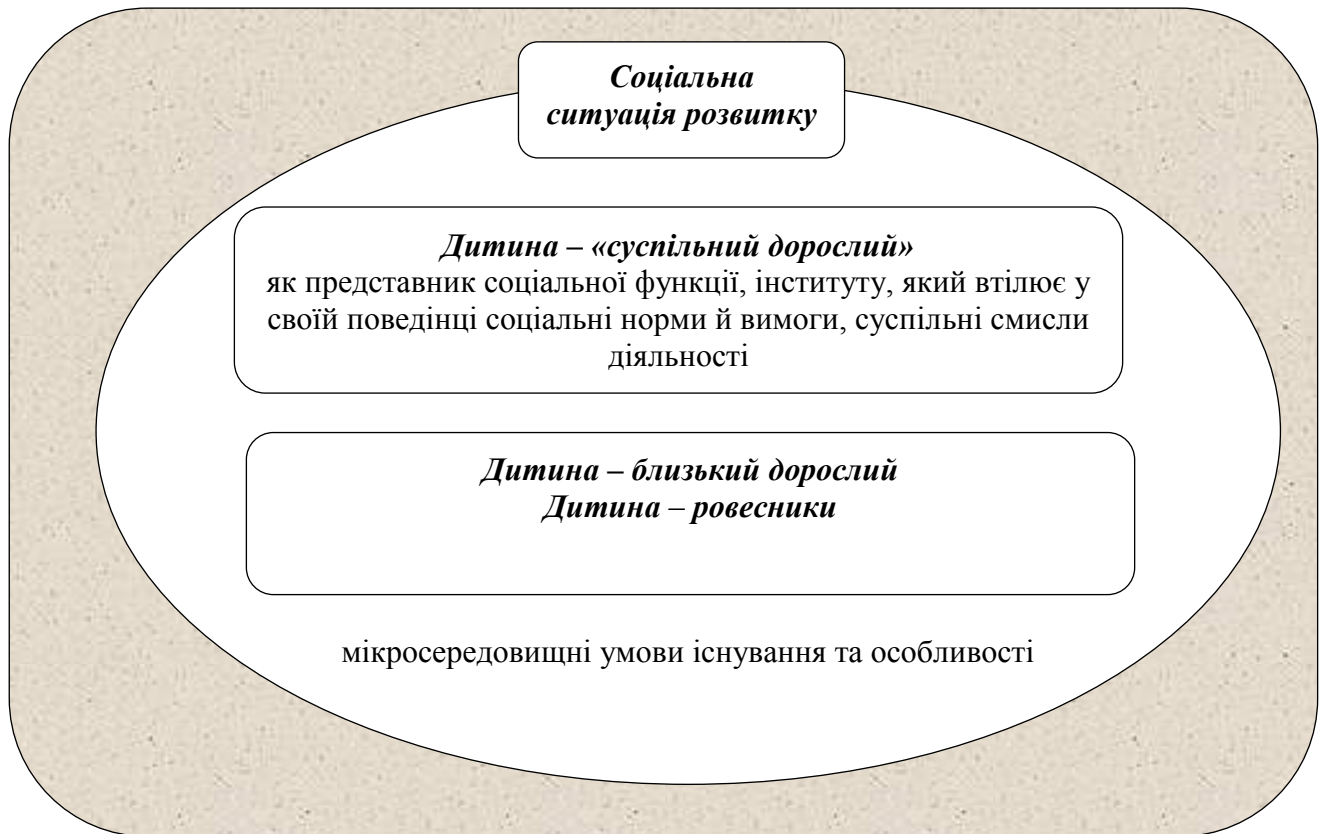 Соціальна
ситуація розвитку
Дитина – «суспільний дорослий»
як представник соціальної функції, інституту, який втілює у
своїй поведінці соціальні норми й вимоги, суспільні смисли
діяльності
Дитина – близький дорослий
Дитина – ровесники
мікросередовищні умови існування та особливості